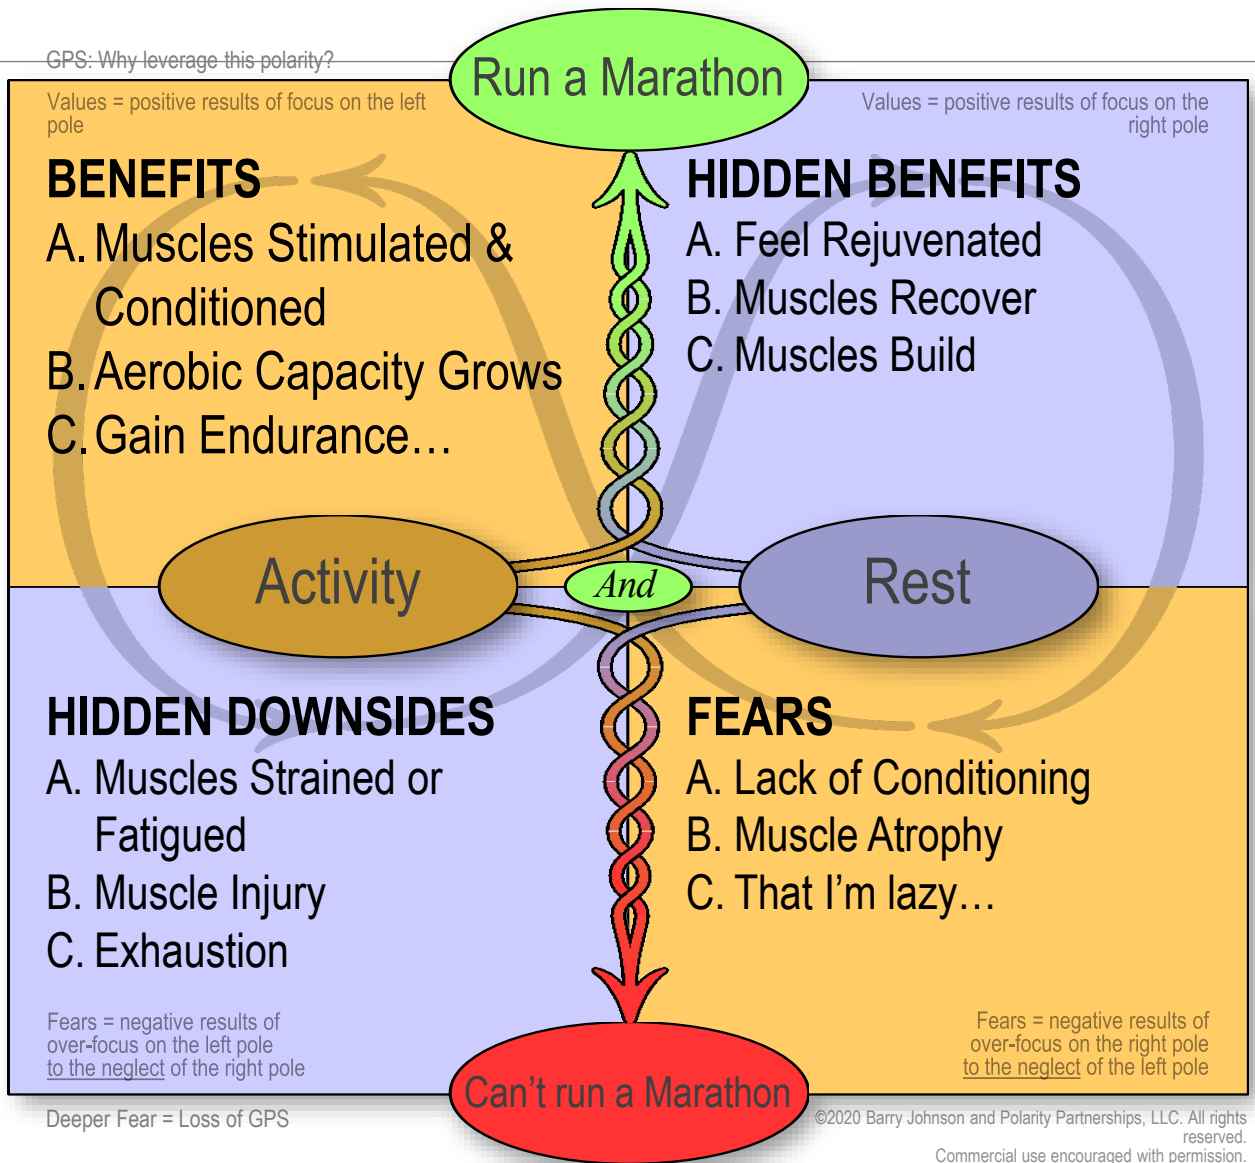 GPS: Why leverage this polarity?
Run a Marathon
Values = positive results of focus on the left
pole
Values = positive results of focus on the
right pole
BENEFITS
A. Muscles Stimulated &
Conditioned
B. Aerobic Capacity Grows
C. Gain Endurance…
HIDDEN BENEFITS
A. Feel Rejuvenated
B. Muscles Recover
C. Muscles Build
Activity
And
Rest
HIDDEN DOWNSIDES
A. Muscles Strained or
Fatigued
B. Muscle Injury
C. Exhaustion
FEARS
A. Lack of Conditioning
B. Muscle Atrophy
C. That I’m lazy…
Fears = negative results of
over-focus on the left pole
to the neglect of the right pole
Fears = negative results of
over-focus on the right pole
to the neglect of the left pole
Can’t run a Marathon
Deeper Fear = Loss of GPS
©2020 Barry Johnson and Polarity Partnerships, LLC. All rights
reserved.
Commercial use encouraged with permission.